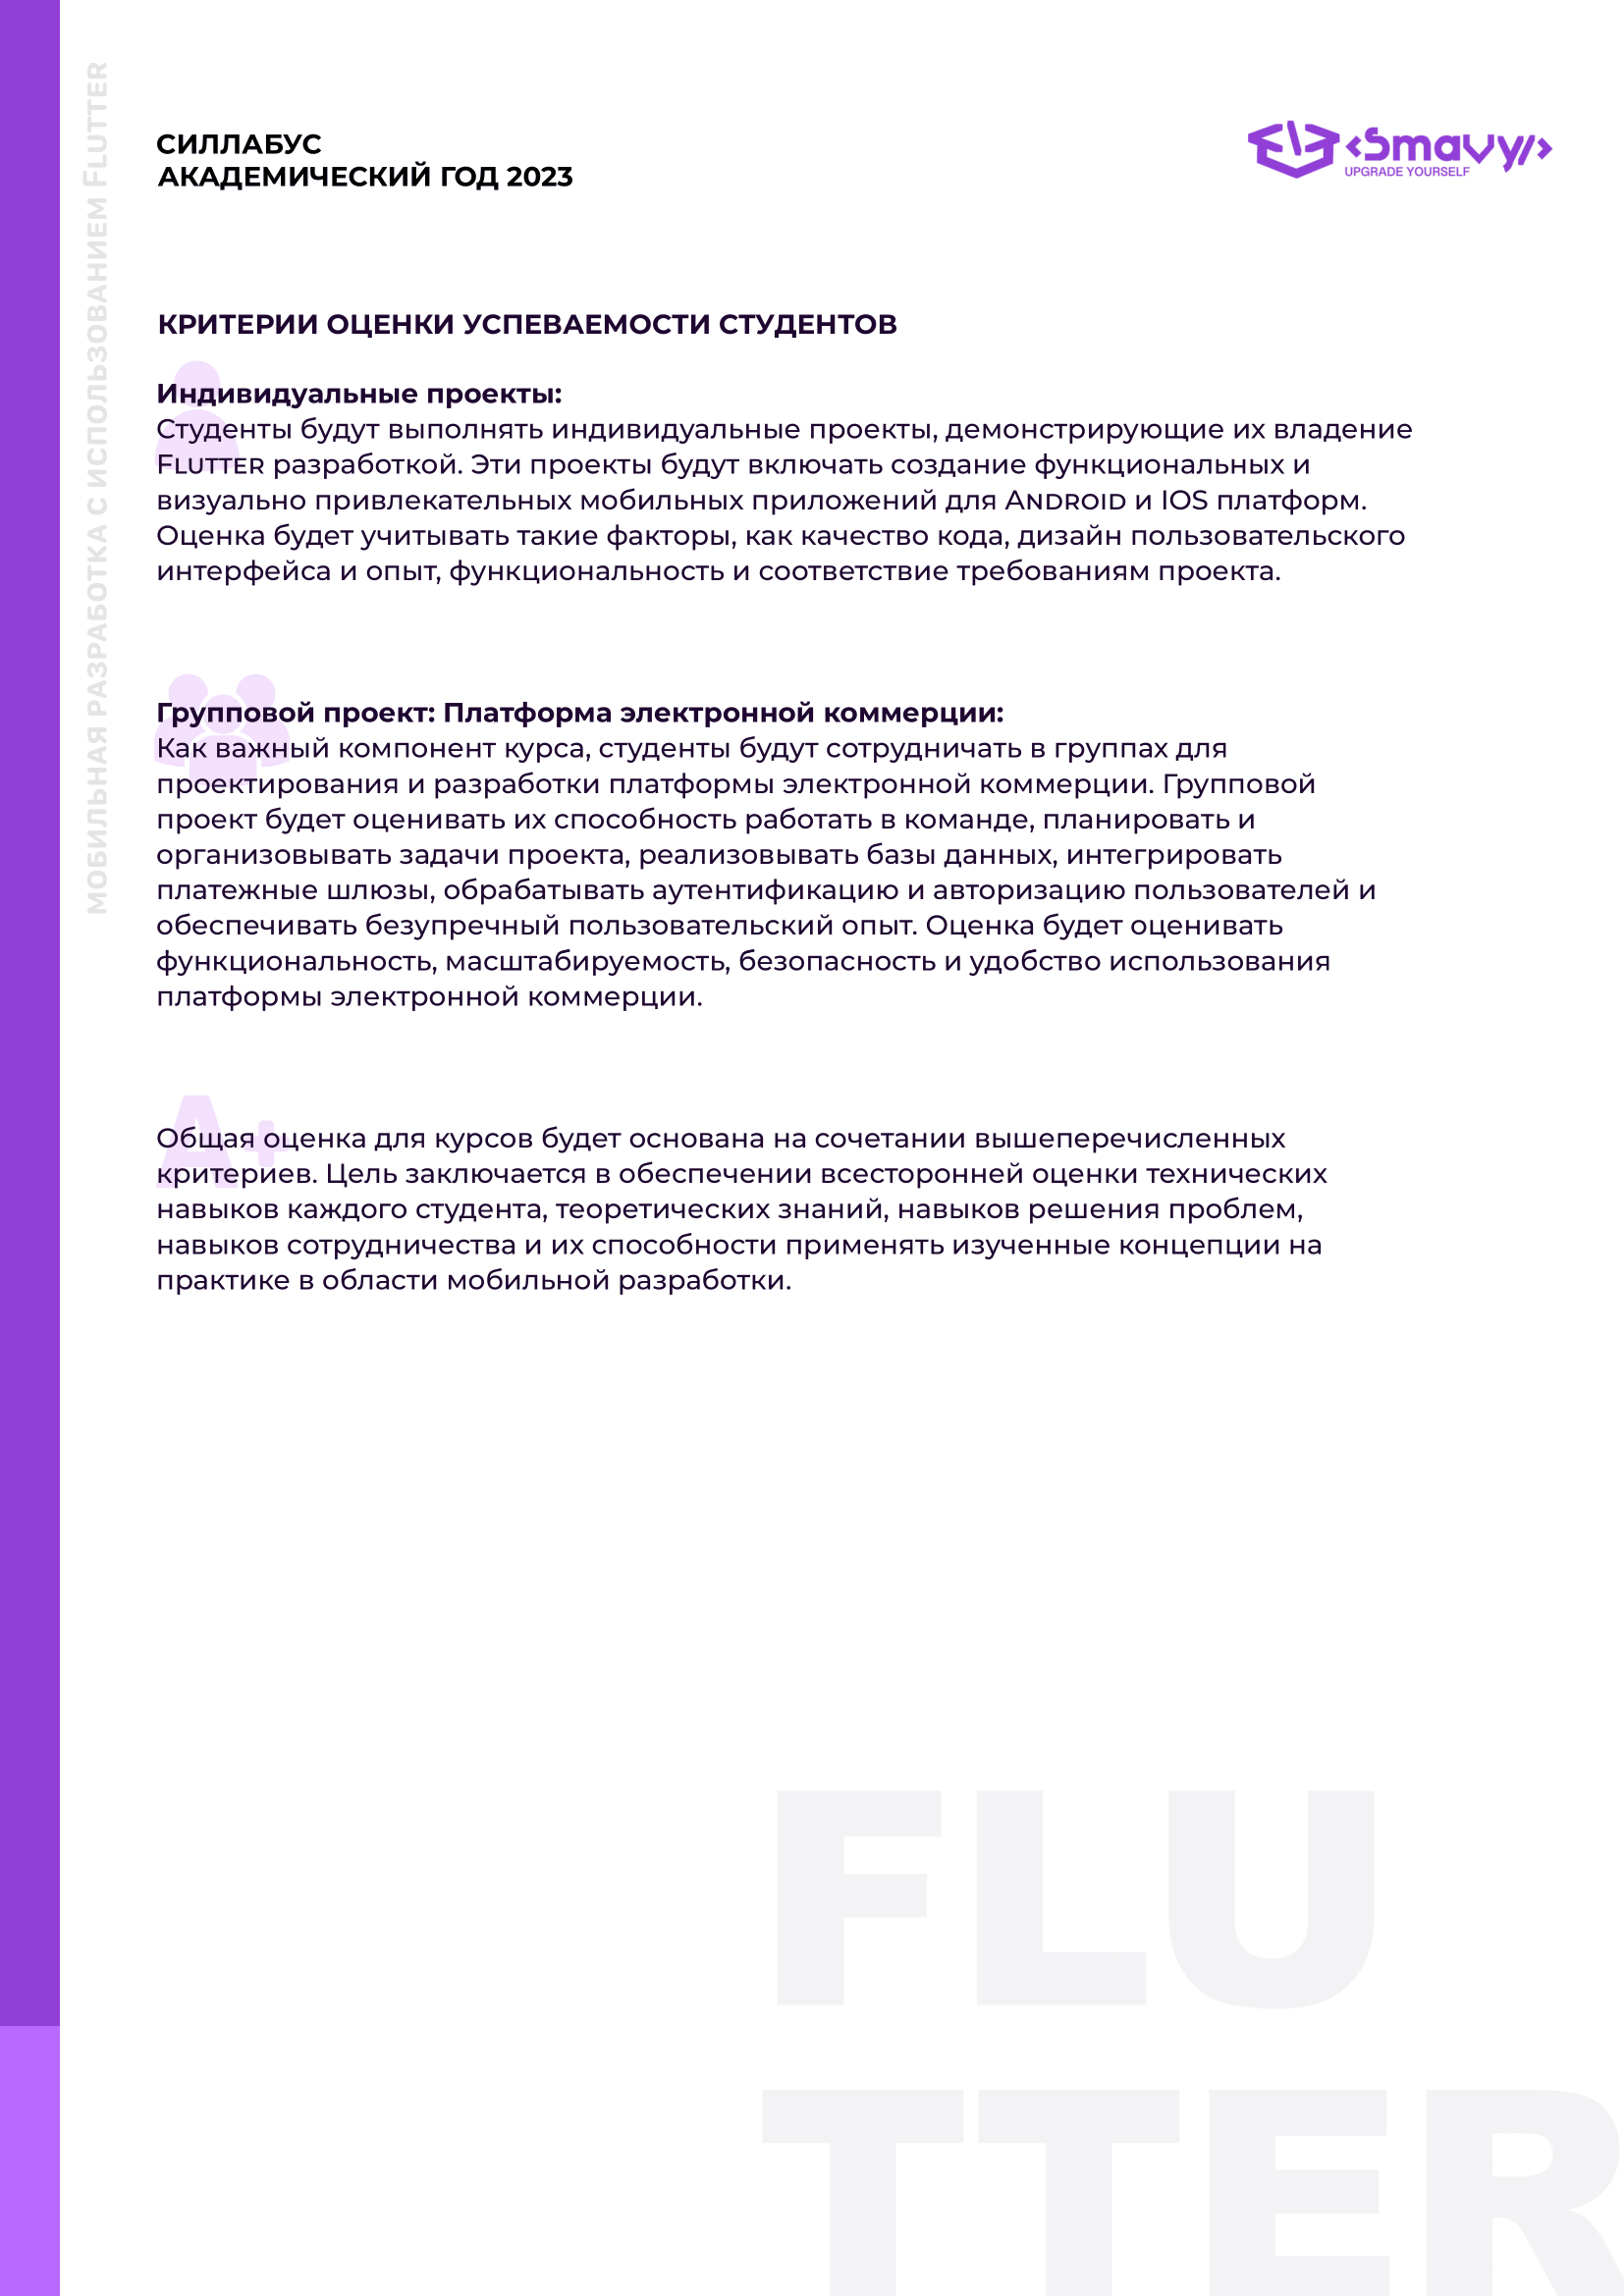 СИЛЛАБУС
АКАДЕМИЧЕСКИЙ ГОД 2023
<Smavy/>
UPGRADE YOURSELF
МОБИЛЬНАЯ РАЗРАБОТКА С ИСПОЛЬЗОВАНИЕМ FLUTTER
КРИТЕРИИ ОЦЕНКИ УСПЕВАЕМОСТИ СТУДЕНТОВ
Индивидуальные проекты:
Студенты будут выполнять индивидуальные проекты, демонстрирующие их владение
FLUTTER разработкой. Эти проекты будут включать создание функциональных и
визуально привлекательных мобильных приложений для ANDROID и IOS платформ.
Оценка будет учитывать такие факторы, как качество кода, дизайн пользовательского
интерфейса и опыт, функциональность и соответствие требованиям проекта.
Групповой проект: Платформа электронной коммерции:
Как важный компонент курса, студенты будут сотрудничать в группах для
проектирования и разработки платформы электронной коммерции. Групповой
проект будет оценивать их способность работать в команде, планировать и
организовывать задачи проекта, реализовывать базы данных, интегрировать
платежные шлюзы, обрабатывать аутентификацию и авторизацию пользователей и
обеспечивать безупречный пользовательский опыт. Оценка будет оценивать
функциональность, масштабируемость, безопасность и удобство использования
платформы электронной коммерции.
A+
Общая оценка для курсов будет основана на сочетании вышеперечисленных
критериев. Цель заключается в обеспечении всесторонней оценки технических
навыков каждого студента, теоретических знаний, навыков решения проблем,
навыков сотрудничества и их способности применять изученные концепции на
практике в области мобильной разработки.
FLU
TTER